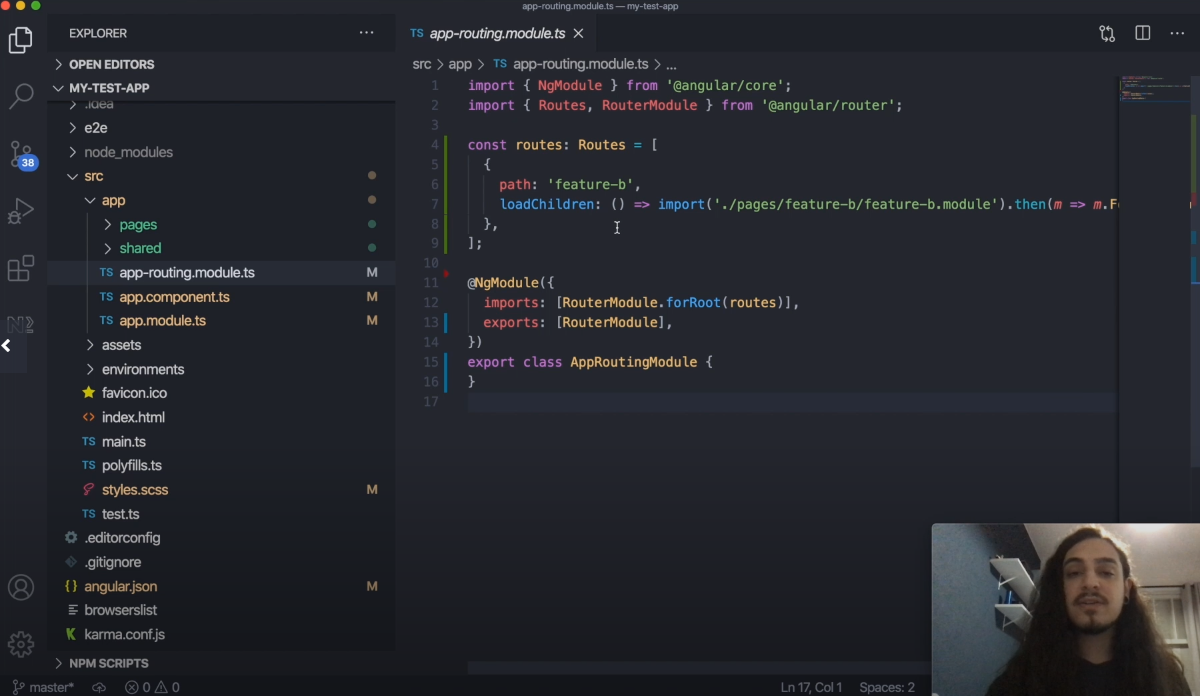 app-routing.module.ts — my-test-app
EXPLORER
OPEN EDITORS
MY-TEST-APP
.idea
e2e
node_modules
src
app
pages
shared
TS app-routing.module.ts M
TS app.component.ts M
TS app.module.ts M
assets
environments
favicon.ico
<> index.html
TS main.ts
TS polyfills.ts
styles.scss M
TS test.ts
.editorconfig
.gitignore
{} angular.json M
browserslist
K karma.conf.js
NPM SCRIPTS
38
TS app-routing.module.ts
src > app > TS app-routing.module.ts > ...
1 import { NgModule } from '@angular/core';
2 import { Routes, RouterModule } from '@angular/router';
3
4 const routes: Routes = [
5 {
6 path: 'feature-b',
7 loadChildren: () => import('./pages/feature-b/feature-b.module').then(m => m.F
8 },
9 ];
10
11 @NgModule({
12 imports: [RouterModule.forRoot(routes)],
13 exports: [RouterModule],
14 })
15 export class AppRoutingModule {
16 }
17
master* 0 0
Ln 17, Col 1 Spaces: 2